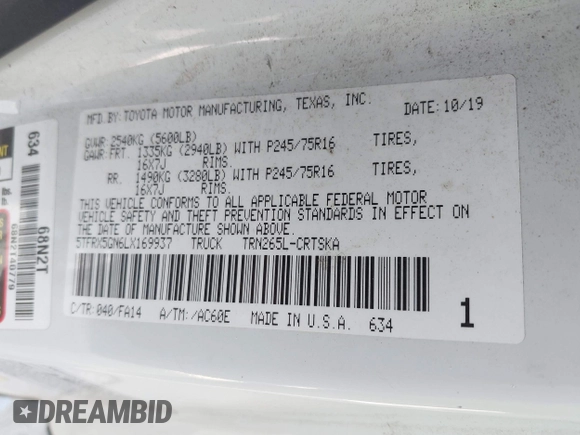 MFD.BY:TOYOTA MOTOR MANUFACTURING, TEXAS, INC.
DATE:10/19
GVWR 2540KG (5600LB)
GAWR:FRT. 1335KG (2940LB) WITH P245/75R16 TIRES,
16X7J RIMS.
RR. 1490KG (3280LB) WITH P245/75R16 TIRES,
16X7J RIMS.
THIS VEHICLE CONFORMS TO ALL APPLICABLE FEDERAL MOTOR
VEHICLE SAFETY AND THEFT PREVENTION STANDARDS IN EFFECT
ON THE DATE OF MANUFACTURE SHOWN ABOVE.
5TFRX5GN6LX169937 TRUCK TRN265L-CRTSKA
C/TR:040/FA14 A/TM:/AC60E MADE IN U.S.A. 634
1
634
68N2T
lbs.
DREAMBID